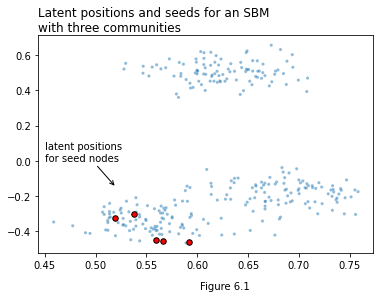 Latent positions and seeds for an SBM
with three communities
0.6
0.4
0.2
0.0
−0.2
−0.4
latent positions
for seed nodes
0.45 0.50 0.55 0.60 0.65 0.70 0.75
Figure 6.1